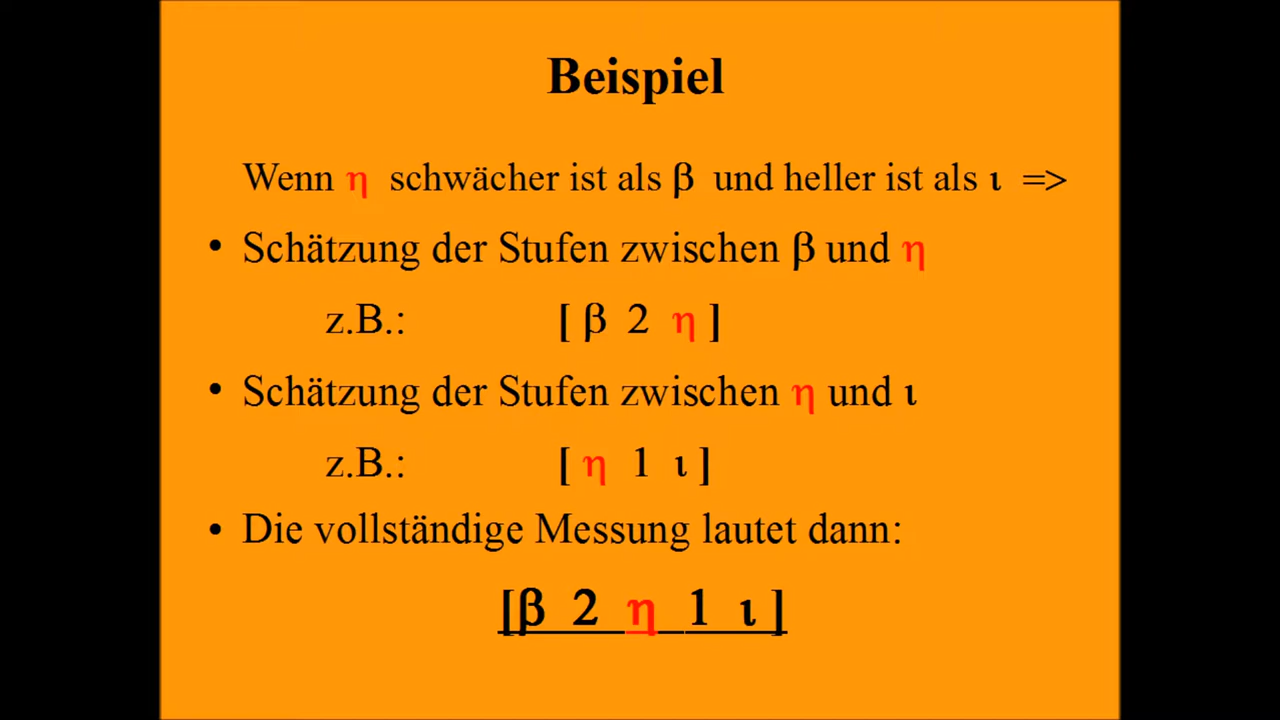 Beispiel
Wenn η schwächer ist als β und heller ist als ι =>
• Schätzung der Stufen zwischen β und η
z.B.: [ β 2 η ]
• Schätzung der Stufen zwischen η und ι
z.B.: [ η 1 ι ]
• Die vollständige Messung lautet dann:
[β 2 η 1 ι ]